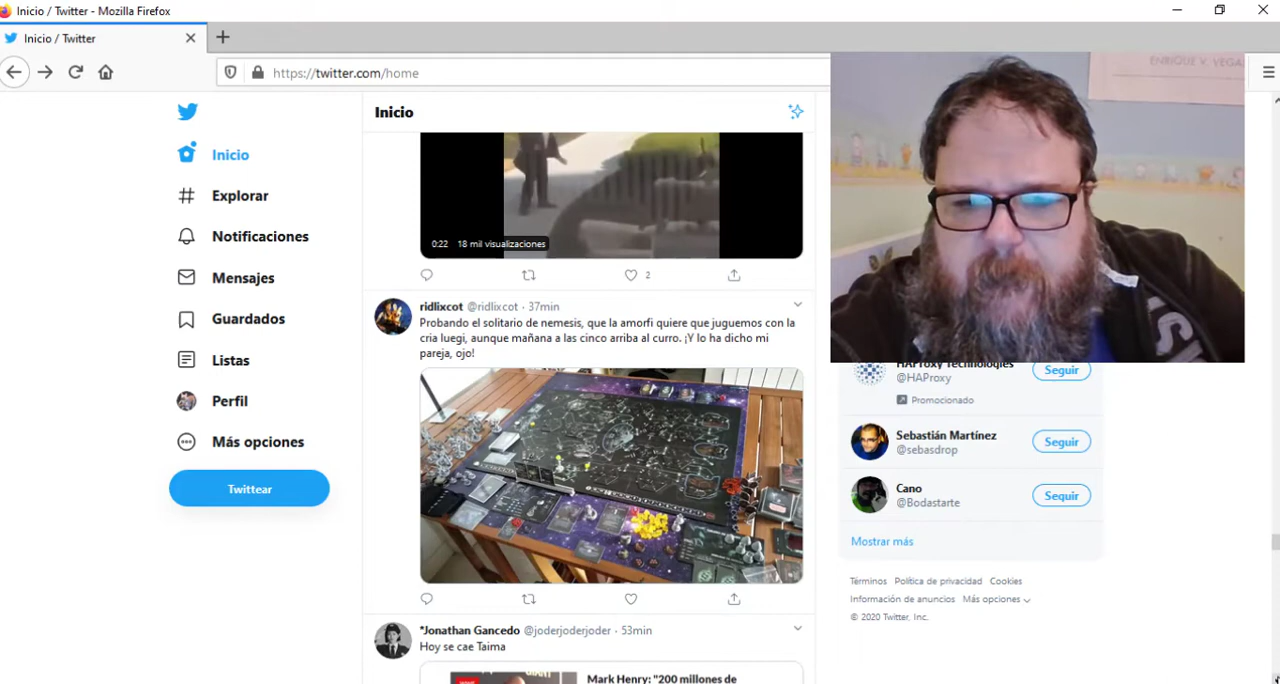 Inicio / Twitter - Mozilla Firefox
Inicio / Twitter
https://twitter.com/home
ENRIQUE V. VEGAS
Inicio
Explorar
Notificaciones
Mensajes
Guardados
Listas
Perfil
Más opciones
Twittear
Inicio
0:22 18 mil visualizaciones
2
ridlixcot @ridlixcot · 37min
Probando el solitario de nemesis, que la amorfi quiere que juguemos con la
cria luegi, aunque mañana a las cinco arriba al curro. ¡Y lo ha dicho mi
pareja, ojo!
*Jonathan Gancedo @joderjoderjoder · 53min
Hoy se cae Taima
Mark Henry: "200 millones de
HAProxy Technologies
@HAProxy
Seguir
Promocionado
Sebastián Martínez
@sebasdrop
Seguir
Cano
@Bodastarte
Seguir
Mostrar más
Términos Política de privacidad Cookies
Información de anuncios Más opciones
© 2020 Twitter, Inc.